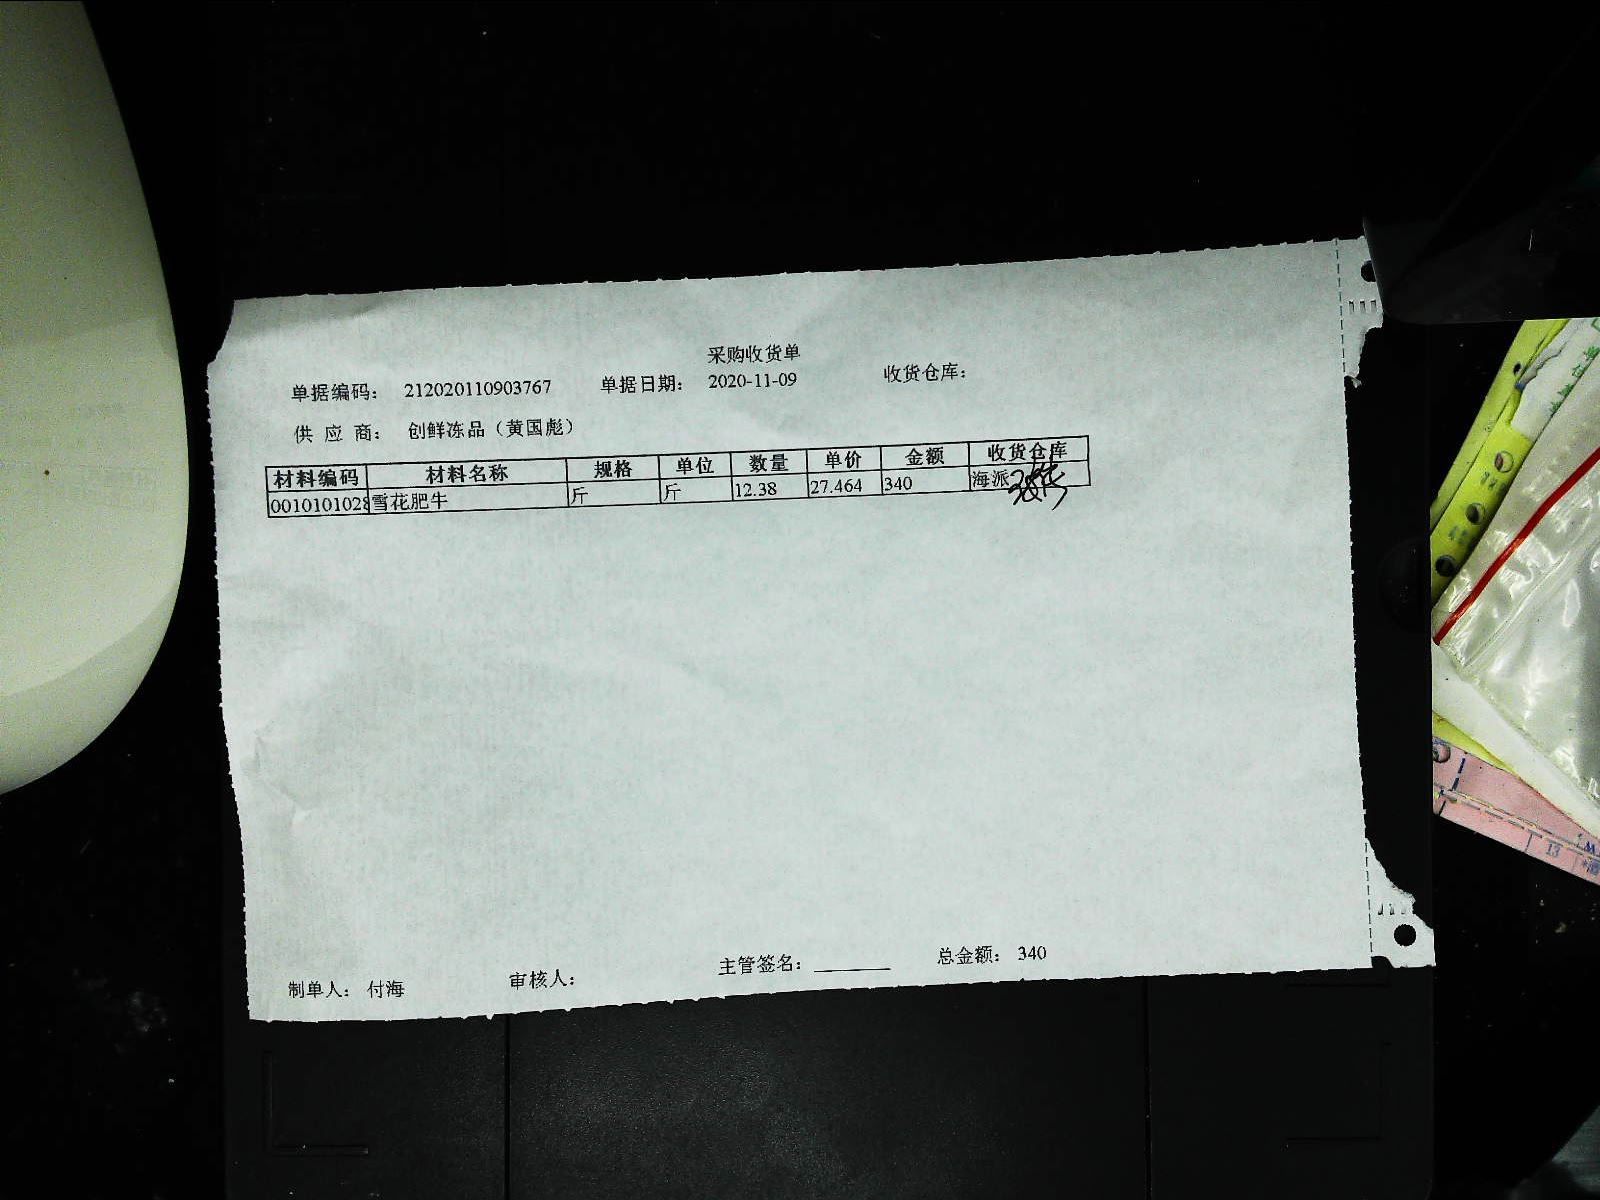 采购收货单
单据编码： 212020110903767 单据日期： 2020-11-09 收货仓库：
供 应 商： 创鲜冻品（黄国彪）
材料编码 材料名称 规格 单位 数量 单价 金额 收货仓库
0010101028 雪花肥牛 斤 斤 12.38 27.464 340 海派
制单人： 付海 审核人： 主管签名：______ 总金额： 340
13